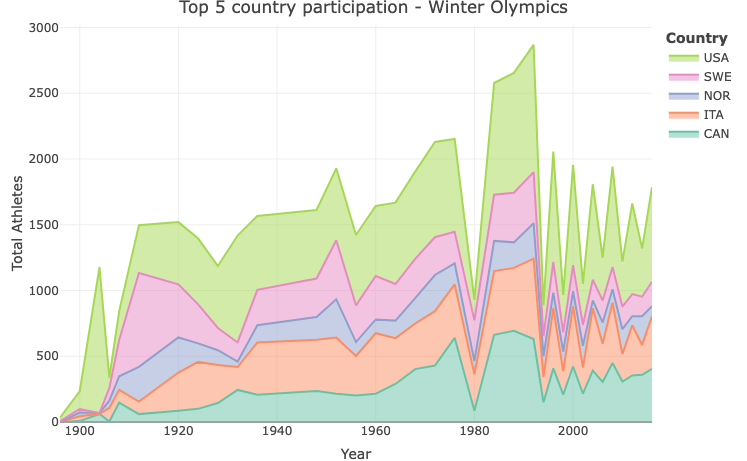 Top 5 country participation - Winter Olympics
Country
USA
SWE
NOR
ITA
CAN
Total Athletes
3000
2500
2000
1500
1000
500
0
1900 1920 1940 1960 1980 2000
Year